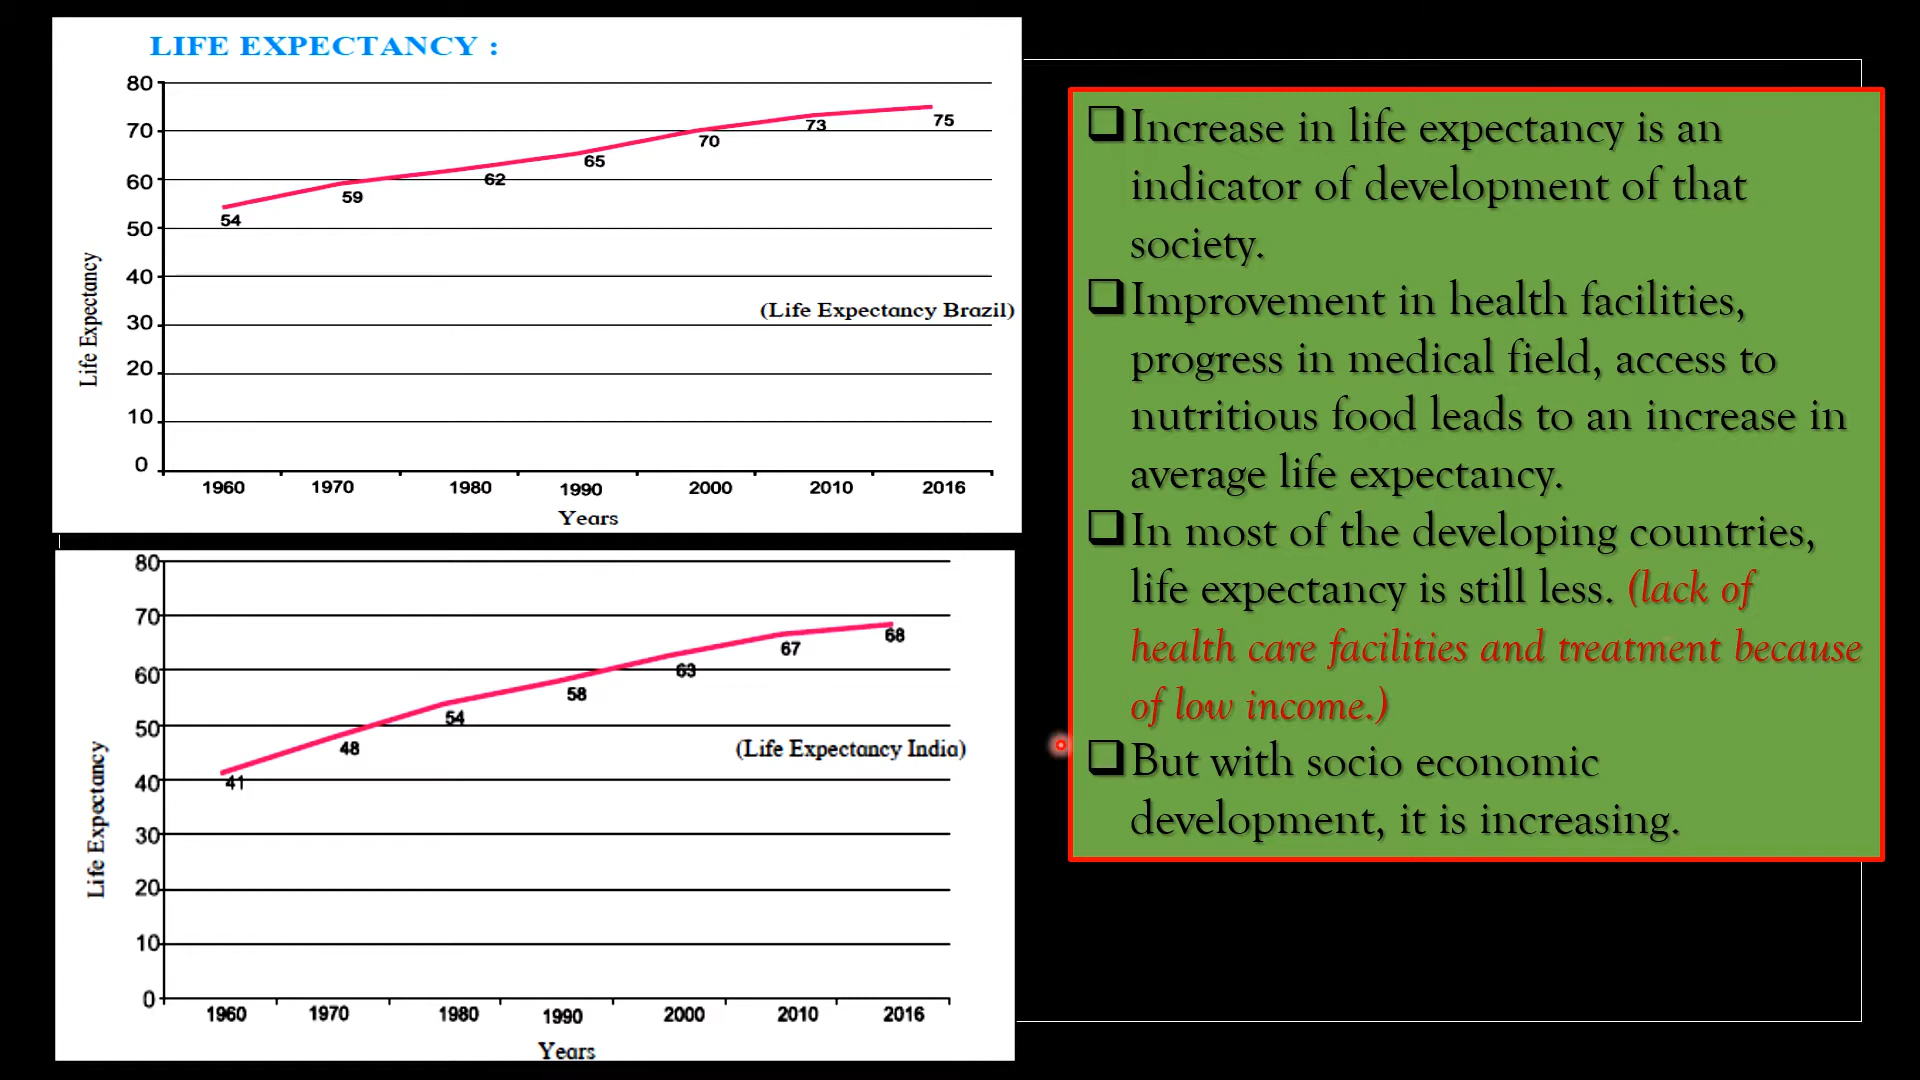 LIFE EXPECTANCY :
80
70
60
50
40
30
20
10
0
Life Expectancy
54
59
62
65
70
73
75
(Life Expectancy Brazil)
1960 1970 1980 1990 2000 2010 2016
Years
80
70
60
50
40
30
20
10
0
Life Expectancy
41
48
54
58
63
67
68
(Life Expectancy India)
1960 1970 1980 1990 2000 2010 2016
Years
Increase in life expectancy is an
indicator of development of that
society.
Improvement in health facilities,
progress in medical field, access to
nutritious food leads to an increase in
average life expectancy.
In most of the developing countries,
life expectancy is still less. (lack of
health care facilities and treatment because
of low income.)
But with socio economic
development, it is increasing.